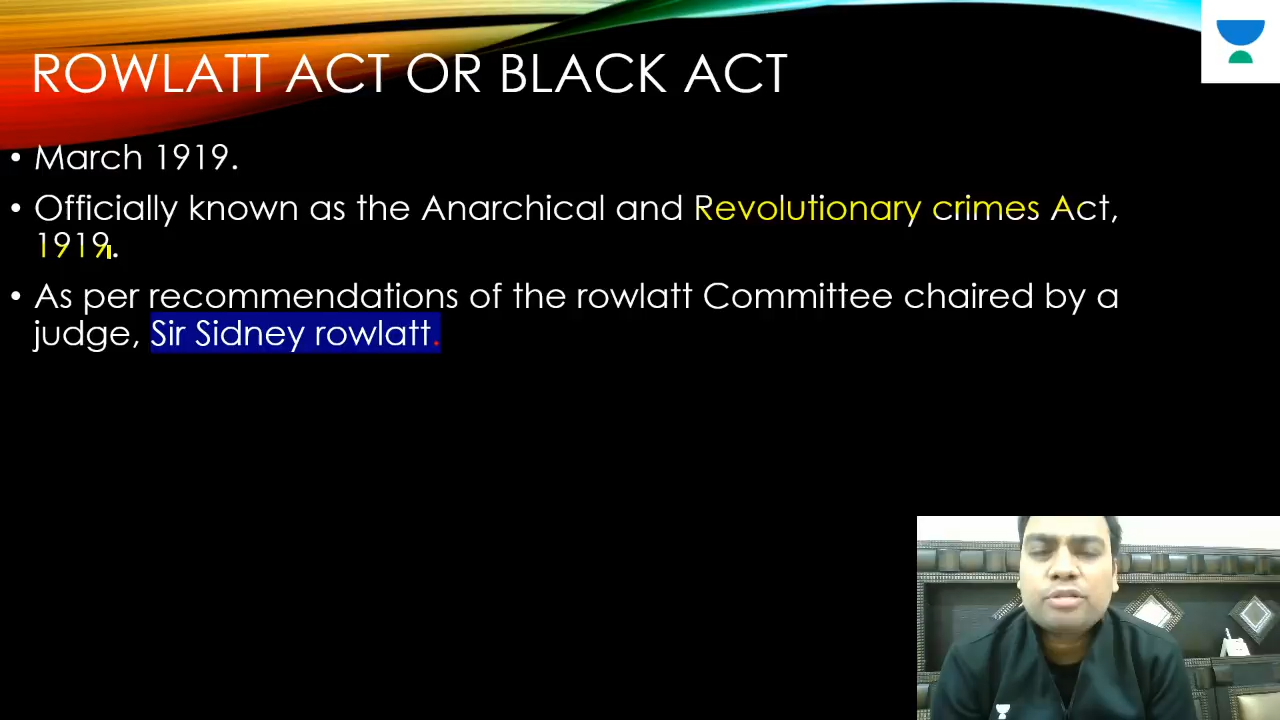 ROWLATT ACT OR BLACK ACT
• March 1919.
• Officially known as the Anarchical and Revolutionary crimes Act,
1919.
• As per recommendations of the rowlatt Committee chaired by a
judge, Sir Sidney rowlatt.